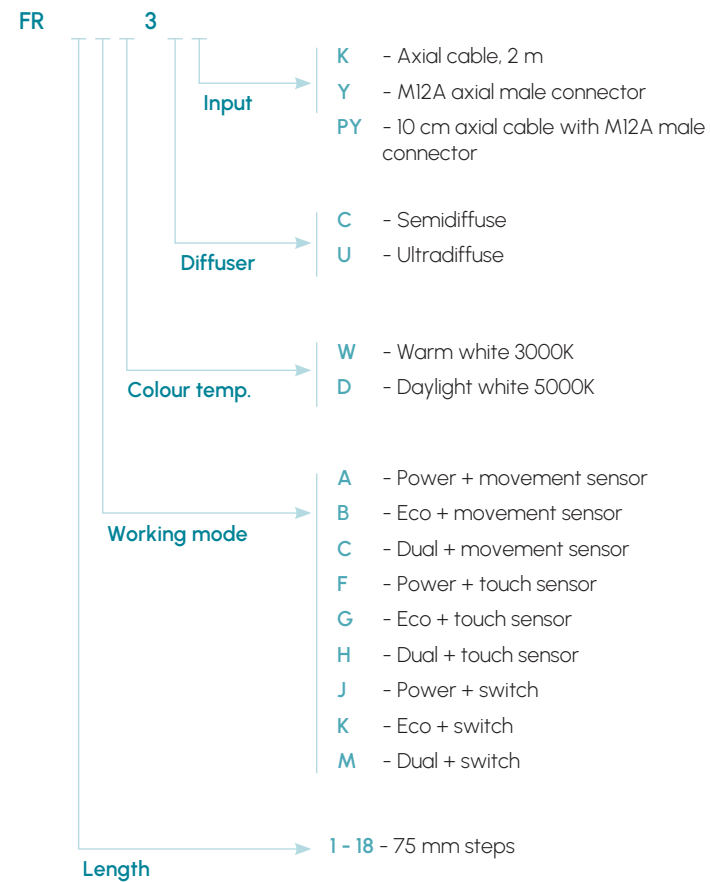 FR 3
K - Axial cable, 2 m
Input
Y - M12A axial male connector
PY - 10 cm axial cable with M12A male
connector
C - Semidiffuse
Diffuser
U - Ultradiffuse
W - Warm white 3000K
Colour temp.
D - Daylight white 5000K
A - Power + movement sensor
B - Eco + movement sensor
Working mode
C - Dual + movement sensor
F - Power + touch sensor
G - Eco + touch sensor
H - Dual + touch sensor
J - Power + switch
K - Eco + switch
M - Dual + switch
1 - 18 - 75 mm steps
Length